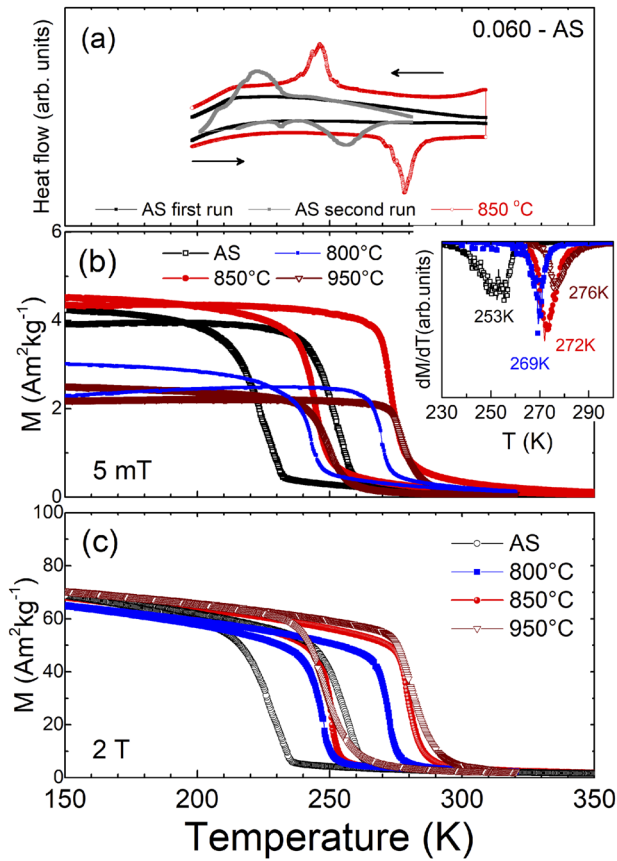 (a)
0.060 - AS
Heat flow (arb. units)
AS first run AS second run 850 °C
(b)
AS 800°C
850°C 950°C
M (Am²kg⁻¹)
6
4
2
0
5 mT
dM/dT(arb.units)
253K
276K
272K
269K
230 250 270 290
T (K)
(c)
AS
800°C
850°C
950°C
M (Am²kg⁻¹)
100
80
60
40
20
0
2 T
150 200 250 300 350
Temperature (K)